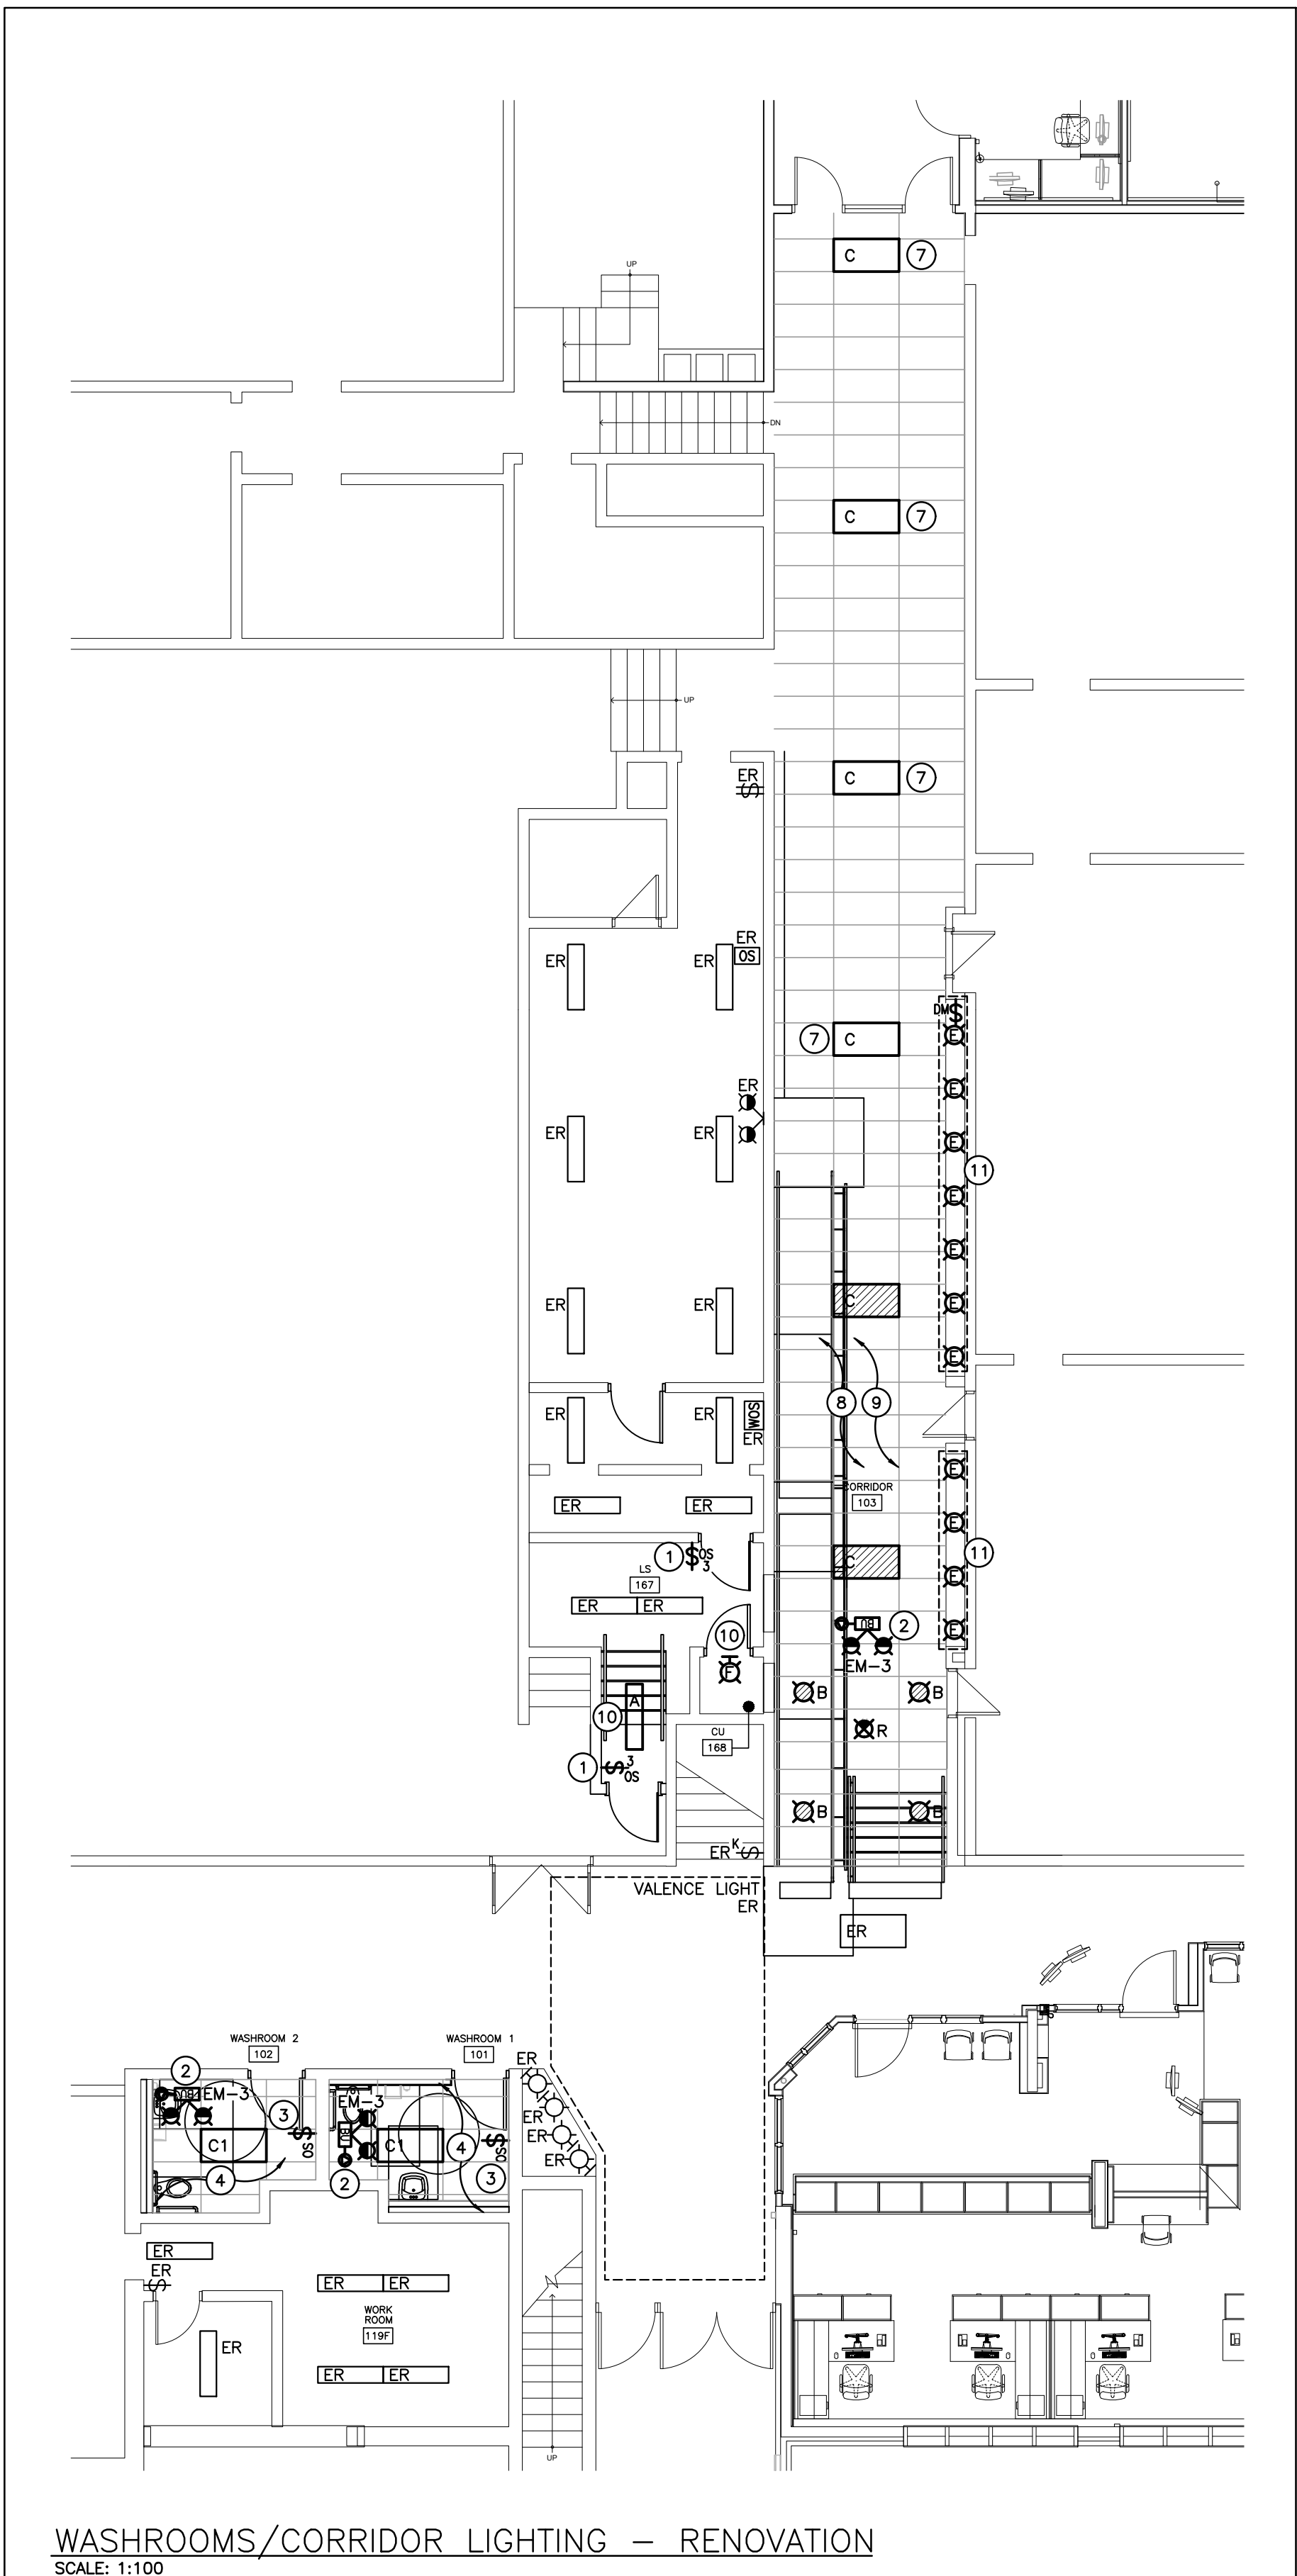 UP
C 7
DN
C 7
UP
ER
$
C 7
ER
OS
ER
ER
DM$
7 C
E
E
ER
ER
ER
E
11
E
E
C
E
ER
ER
E
8 9
ER
ER
WOS
ER
E
CORRIDOR
103
ER
ER
E
1 $ OS
3
C
11
E
LS
167
ER ER
BU 2
E
10
EM-3
F
A
B
B
10
R
CU
168
1 $ 3
OS
B
B
K
ER $
VALENCE LIGHT
ER
ER
WASHROOM 2
102
WASHROOM 1
101
ER
2
BU EM-3
EM-3
3
$ OS
BU
ER
C1
C1
4
$ OS
ER
ER
4
2
3
ER
ER
$
ER ER
WORK
ROOM
119F
ER
ER ER
UP
WASHROOMS/CORRIDOR LIGHTING - RENOVATION
SCALE: 1:100